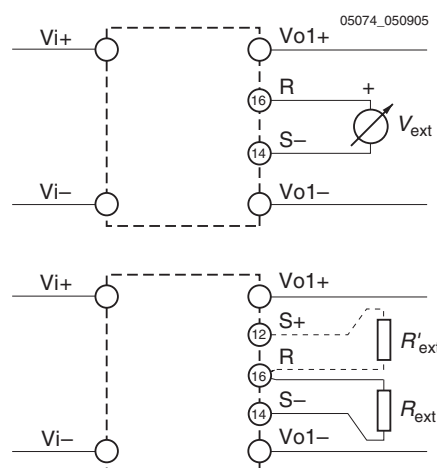 05074_050905
Vi+ Vo1+
R
16 +
Vext
S–
14
Vi– Vo1–
Vi+ Vo1+
S+
12
R'ext
R
16
S–
14 Rext
Vi– Vo1–